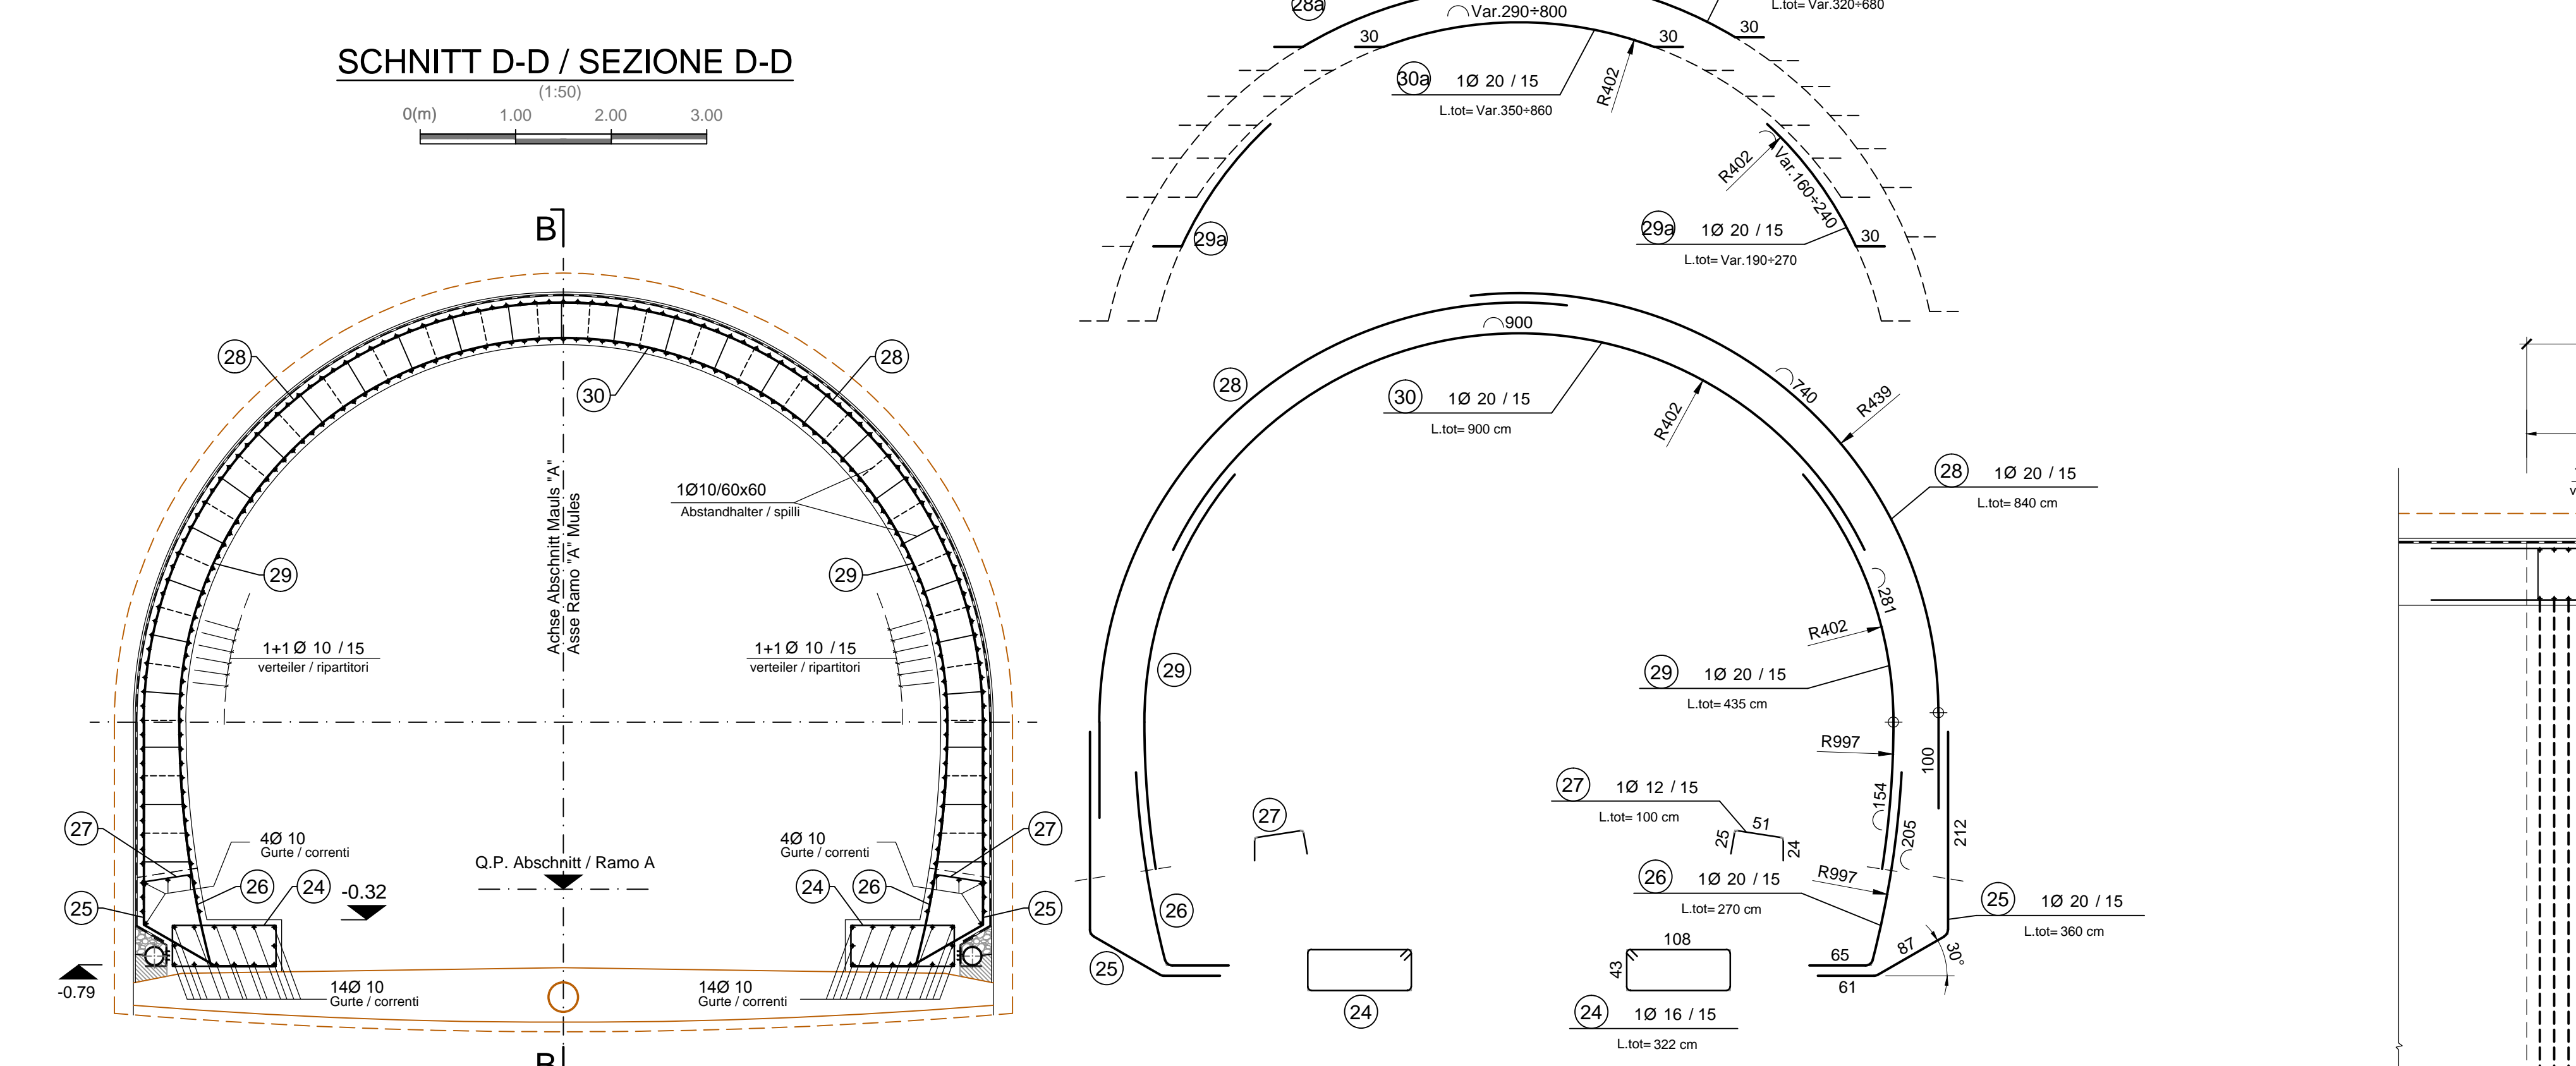 SCHNITT D-D / SEZIONE D-D
(1:50)
0(m) 1.00 2.00 3.00
B
28
28
30
Achse Abschnitt Mauls "A"
Asse Ramo "A" Mules
1Ø10/60x60
Abstandhalter / spilli
29
29
1+1 Ø 10 / 15
verteiler / ripartitori
1+1 Ø 10 / 15
verteiler / ripartitori
27
27
4Ø 10
Gurte / correnti
4Ø 10
Gurte / correnti
Q.P. Abschnitt / Ramo A
26
24
-0.32
24
26
25
25
-0.79
14Ø 10
Gurte / correnti
14Ø 10
Gurte / correnti
B
28a
Var.290÷800
L.tot= Var.320÷680
30
30
30
30a 1Ø 20 / 15
L.tot= Var.350÷860
R402
R402
Var.160÷240
29a
29a 1Ø 20 / 15
L.tot= Var.190÷270
30
900
28
30 1Ø 20 / 15
L.tot= 900 cm
R402
740
R439
28 1Ø 20 / 15
L.tot= 840 cm
281
R402
29
29 1Ø 20 / 15
L.tot= 435 cm
R997
100
27 1Ø 12 / 15
L.tot= 100 cm
27
51
25
24
154
205
212
R997
26 1Ø 20 / 15
L.tot= 270 cm
26
25 1Ø 20 / 15
L.tot= 360 cm
25
108
43
65
87
30°
61
24
24 1Ø 16 / 15
L.tot= 322 cm